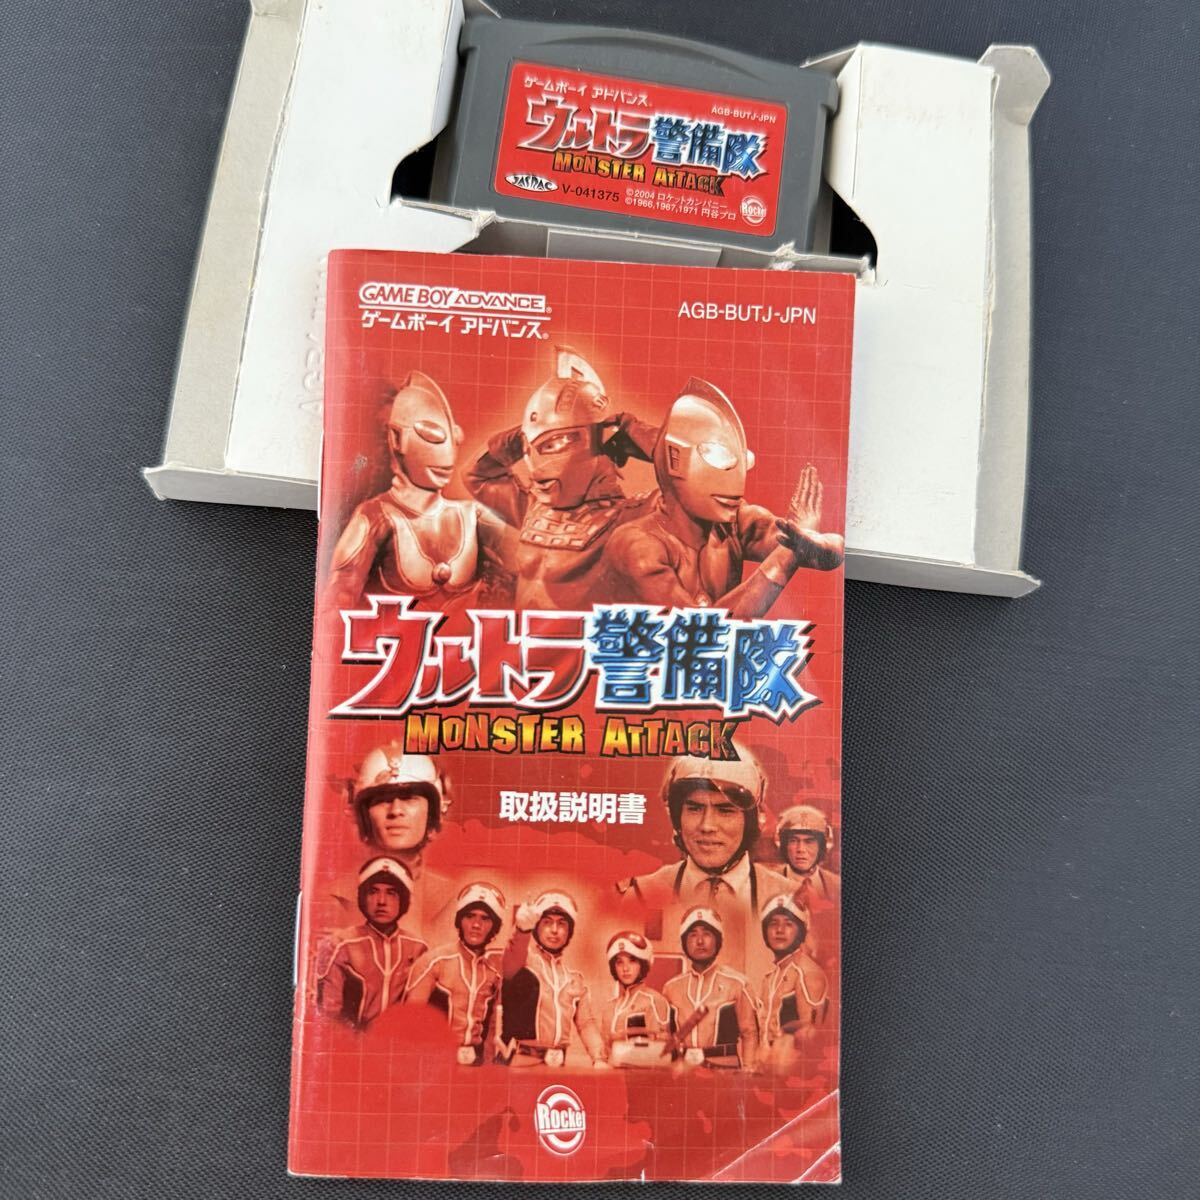 ゲームボーイ アドバンス®
AGB-BUTJ-JPN
ウルトラ警備隊
MONSTER ATTACK
JASRAC
V-041375
©2004 ロケットカンパニー
©1966,1967,1971 円谷プロ
Rocket
GAME BOY ADVANCE®
ゲームボーイ アドバンス®
AGB-BUTJ-JPN
ウルトラ警備隊
MONSTER ATTACK
取扱説明書
Rocket